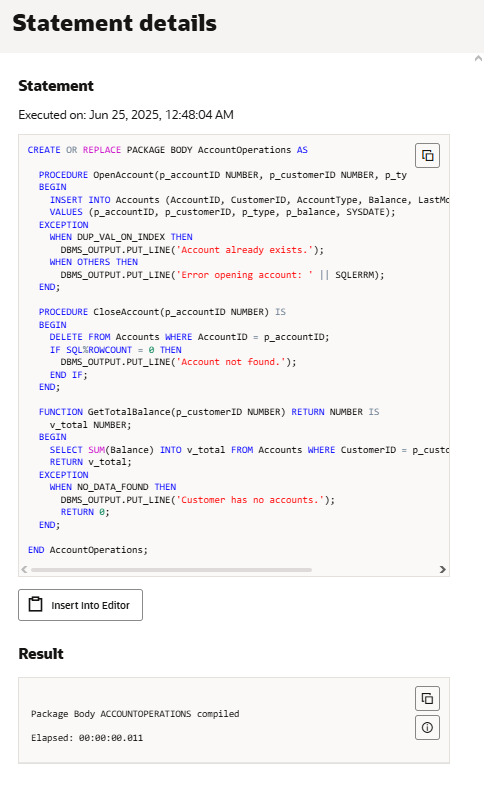 Statement details
Statement
Executed on: Jun 25, 2025, 12:48:04 AM
CREATE OR REPLACE PACKAGE BODY AccountOperations AS
PROCEDURE OpenAccount(p_accountID NUMBER, p_customerID NUMBER, p_ty
BEGIN
INSERT INTO Accounts (AccountID, CustomerID, AccountType, Balance, LastMo
VALUES (p_accountID, p_customerID, p_type, p_balance, SYSDATE);
EXCEPTION
WHEN DUP_VAL_ON_INDEX THEN
DBMS_OUTPUT.PUT_LINE('Account already exists.');
WHEN OTHERS THEN
DBMS_OUTPUT.PUT_LINE('Error opening account: ' || SQLERRM);
END;
PROCEDURE CloseAccount(p_accountID NUMBER) IS
BEGIN
DELETE FROM Accounts WHERE AccountID = p_accountID;
IF SQL%ROWCOUNT = 0 THEN
DBMS_OUTPUT.PUT_LINE('Account not found.');
END IF;
END;
FUNCTION GetTotalBalance(p_customerID NUMBER) RETURN NUMBER IS
v_total NUMBER;
BEGIN
SELECT SUM(Balance) INTO v_total FROM Accounts WHERE CustomerID = p_custo
RETURN v_total;
EXCEPTION
WHEN NO_DATA_FOUND THEN
DBMS_OUTPUT.PUT_LINE('Customer has no accounts.');
RETURN 0;
END;
END AccountOperations;
Insert Into Editor
Result
Package Body ACCOUNTOPERATIONS compiled
Elapsed: 00:00:00.011